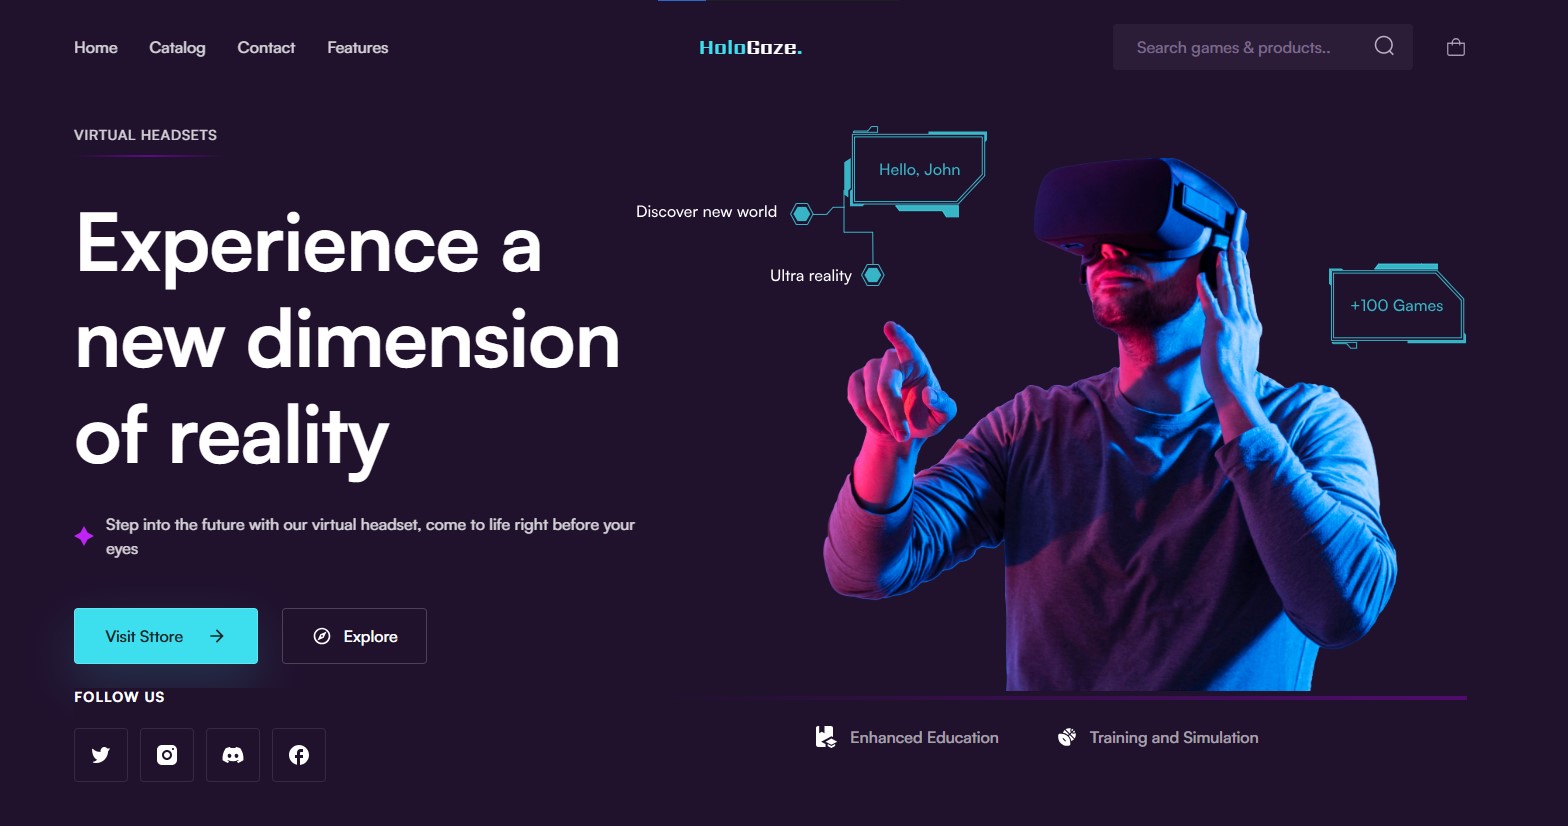 Home
Catalog
Contact
Features
HoloGaze.
Search games & products..
VIRTUAL HEADSETS
Experience a
new dimension
of reality
Step into the future with our virtual headset, come to life right before your
eyes
Visit Sttore
Explore
FOLLOW US
Hello, John
Discover new world
Ultra reality
+100 Games
Enhanced Education
Training and Simulation